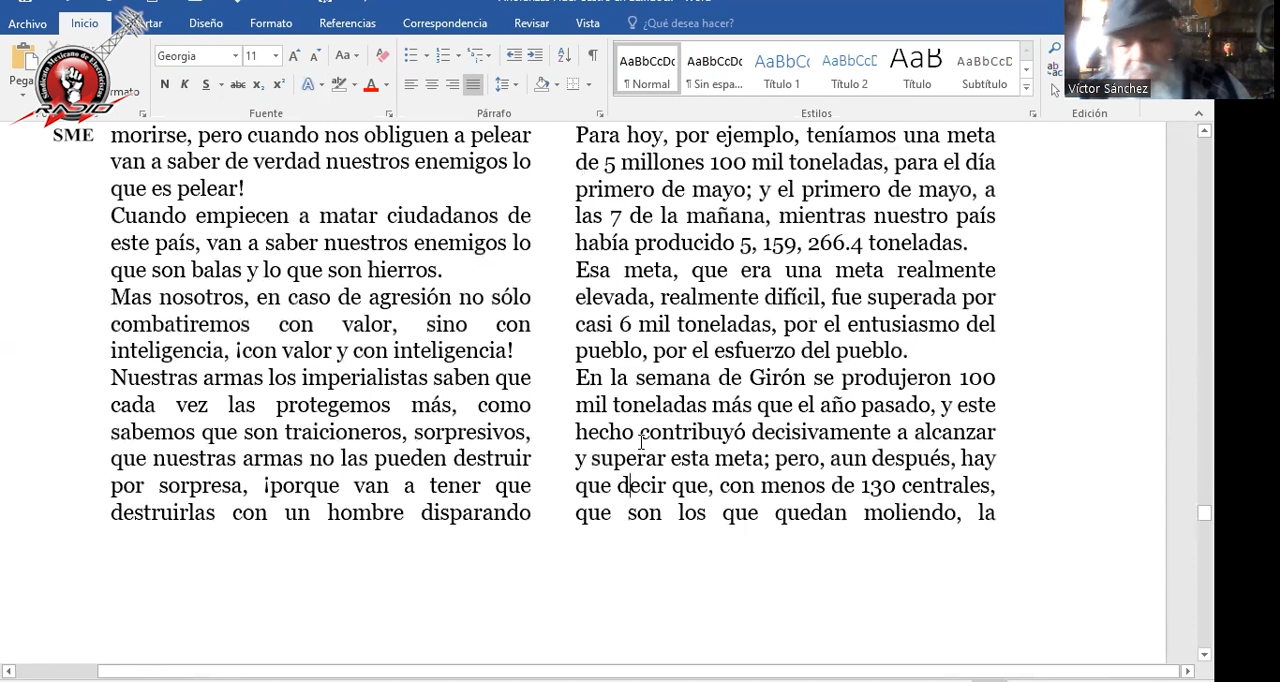 Archivo
Inicio
Diseño
Formato
Referencias
Correspondencia
Revisar
Vista
¿Qué desea hacer?
Georgia
11
Aa
N K S abc x₂ x²
AaBbCcDc
¶ Normal
AaBbCcDc
¶ Sin espa...
AaBbCc
Título 1
AaBbCcC
Título 2
AaB
Título
AaBbCcD
Subtítulo
Fuente
Párrafo
Estilos
Edición
Víctor Sánchez
Sindicato Mexicano de Electricistas
RADIO
SME
morirse, pero cuando nos obliguen a pelear
van a saber de verdad nuestros enemigos lo
que es pelear!
Cuando empiecen a matar ciudadanos de
este país, van a saber nuestros enemigos lo
que son balas y lo que son hierros.
Mas nosotros, en caso de agresión no sólo
combatiremos con valor, sino con
inteligencia, ¡con valor y con inteligencia!
Nuestras armas los imperialistas saben que
cada vez las protegemos más, como
sabemos que son traicioneros, sorpresivos,
que nuestras armas no las pueden destruir
por sorpresa, ¡porque van a tener que
destruirlas con un hombre disparando
Para hoy, por ejemplo, teníamos una meta
de 5 millones 100 mil toneladas, para el día
primero de mayo; y el primero de mayo, a
las 7 de la mañana, mientras nuestro país
había producido 5, 159, 266.4 toneladas.
Esa meta, que era una meta realmente
elevada, realmente difícil, fue superada por
casi 6 mil toneladas, por el entusiasmo del
pueblo, por el esfuerzo del pueblo.
En la semana de Girón se produjeron 100
mil toneladas más que el año pasado, y este
hecho contribuyó decisivamente a alcanzar
y superar esta meta; pero, aun después, hay
que decir que, con menos de 130 centrales,
que son los que quedan moliendo, la